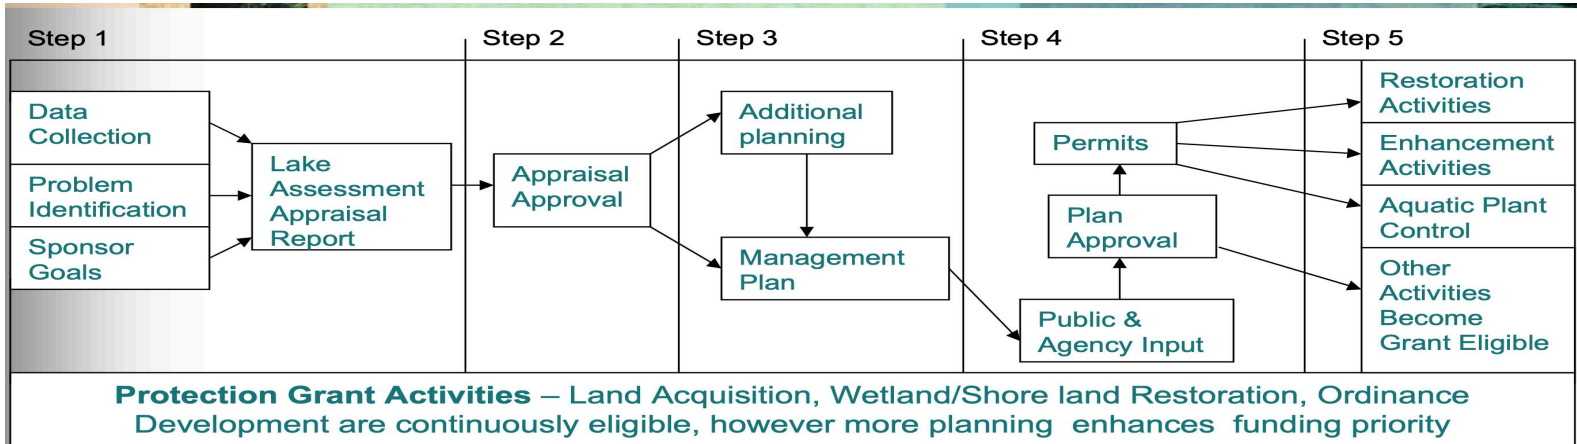 Step 1
Step 2
Step 3
Step 4
Step 5
Data
Collection
Problem
Identification
Sponsor
Goals
Lake
Assessment
Appraisal
Report
Appraisal
Approval
Additional
planning
Management
Plan
Permits
Plan
Approval
Public &
Agency Input
Restoration
Activities
Enhancement
Activities
Aquatic Plant
Control
Other
Activities
Become
Grant Eligible
Protection Grant Activities – Land Acquisition, Wetland/Shore land Restoration, Ordinance
Development are continuously eligible, however more planning enhances funding priority